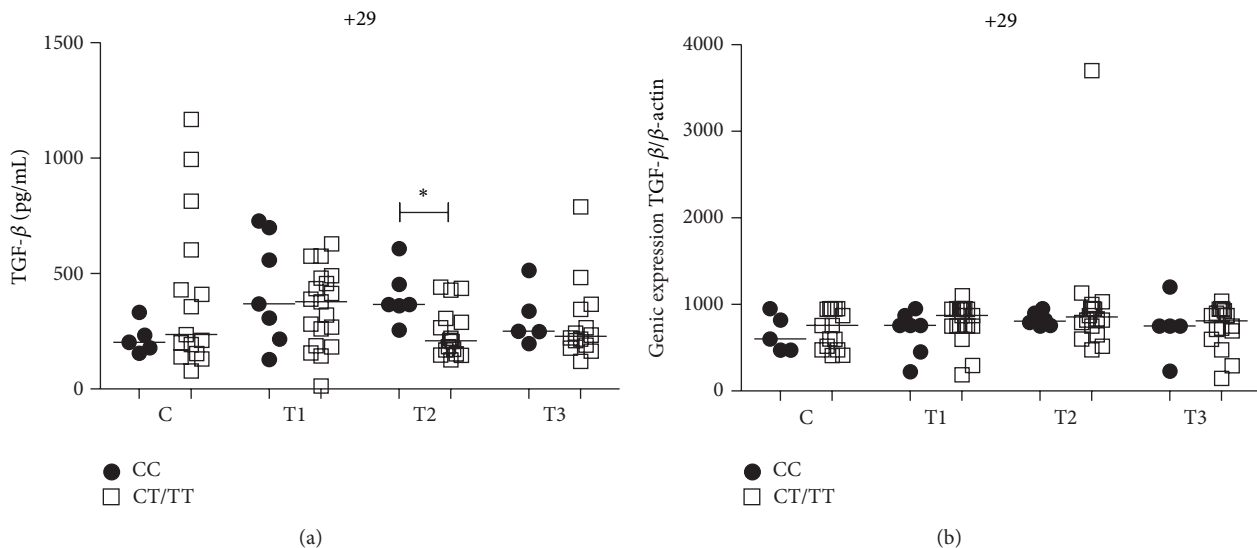 +29
1500
1000
500
0
TGF-β (pg/mL)
*
C T1 T2 T3
CC
CT/TT
(a)
+29
4000
3000
2000
1000
0
Genic expression TGF-β/β-actin
C T1 T2 T3
CC
CT/TT
(b)